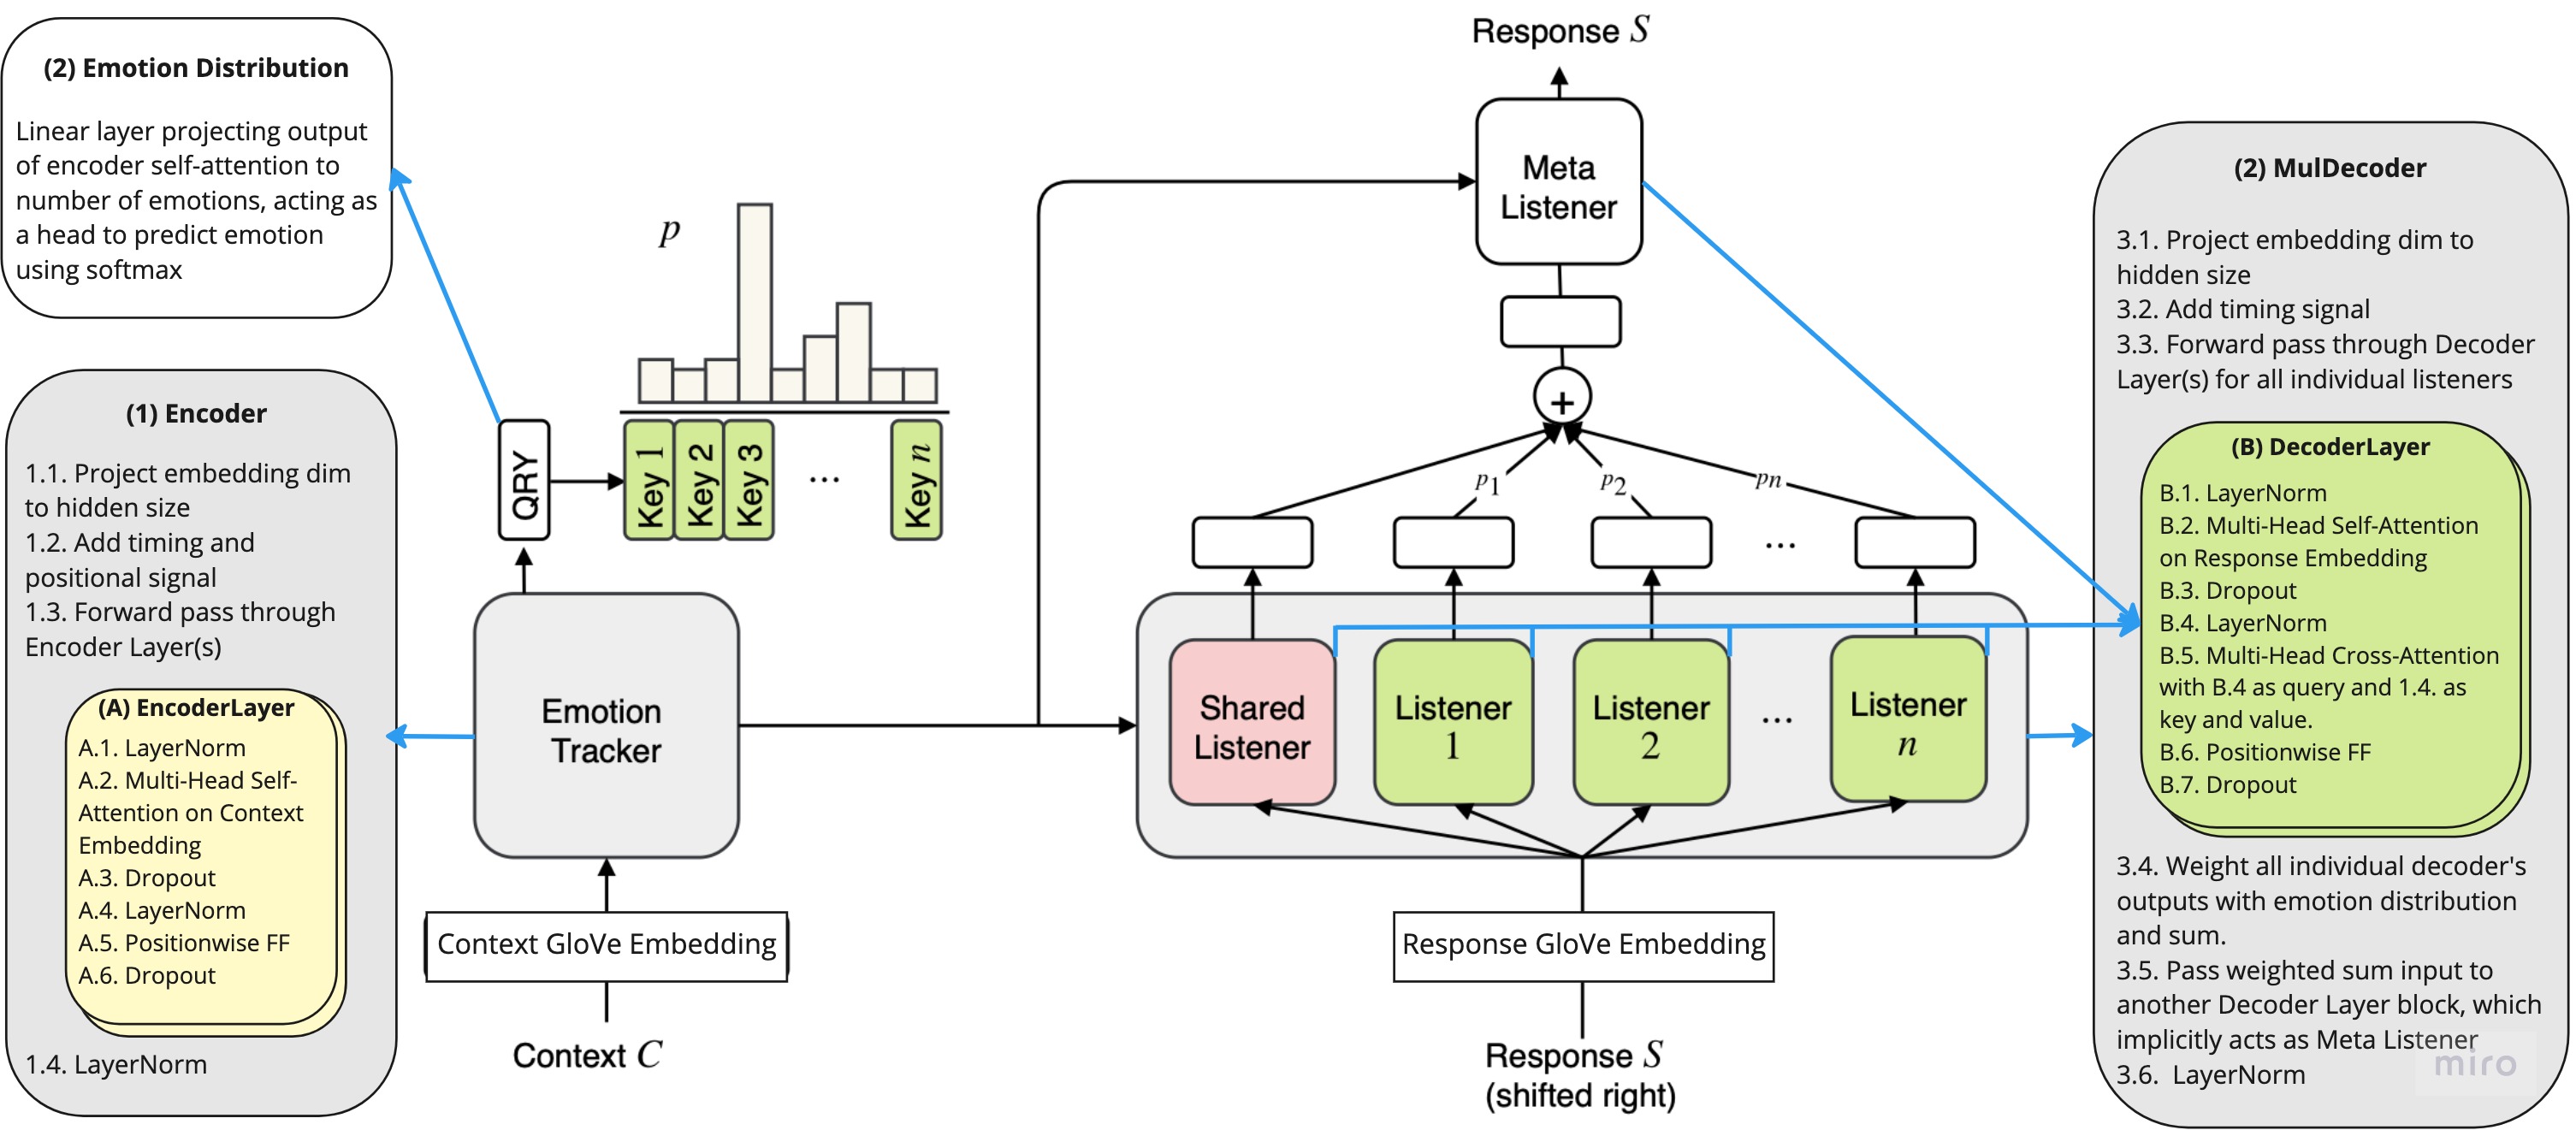 (2) Emotion Distribution
Linear layer projecting output
of encoder self-attention to
number of emotions, acting as
a head to predict emotion
using softmax
(1) Encoder
1.1. Project embedding dim
to hidden size
1.2. Add timing and
positional signal
1.3. Forward pass through
Encoder Layer(s)
(A) EncoderLayer
A.1. LayerNorm
A.2. Multi-Head Self-
Attention on Context
Embedding
A.3. Dropout
A.4. LayerNorm
A.5. Positionwise FF
A.6. Dropout
1.4. LayerNorm
p
QRY
Key 1
Key 2
Key 3
...
Key n
Emotion
Tracker
Context GloVe Embedding
Context C
Response S
Meta
Listener
+
p1
p2
pn
...
Shared
Listener
Listener
1
Listener
2
...
Listener
n
Response GloVe Embedding
Response S
(shifted right)
(2) MulDecoder
3.1. Project embedding dim to
hidden size
3.2. Add timing signal
3.3. Forward pass through Decoder
Layer(s) for all individual listeners
(B) DecoderLayer
B.1. LayerNorm
B.2. Multi-Head Self-Attention
on Response Embedding
B.3. Dropout
B.4. LayerNorm
B.5. Multi-Head Cross-Attention
with B.4 as query and 1.4. as
key and value.
B.6. Positionwise FF
B.7. Dropout
3.4. Weight all individual decoder's
outputs with emotion distribution
and sum.
3.5. Pass weighted sum input to
another Decoder Layer block, which
implicitly acts as Meta Listener
3.6. LayerNorm
miro